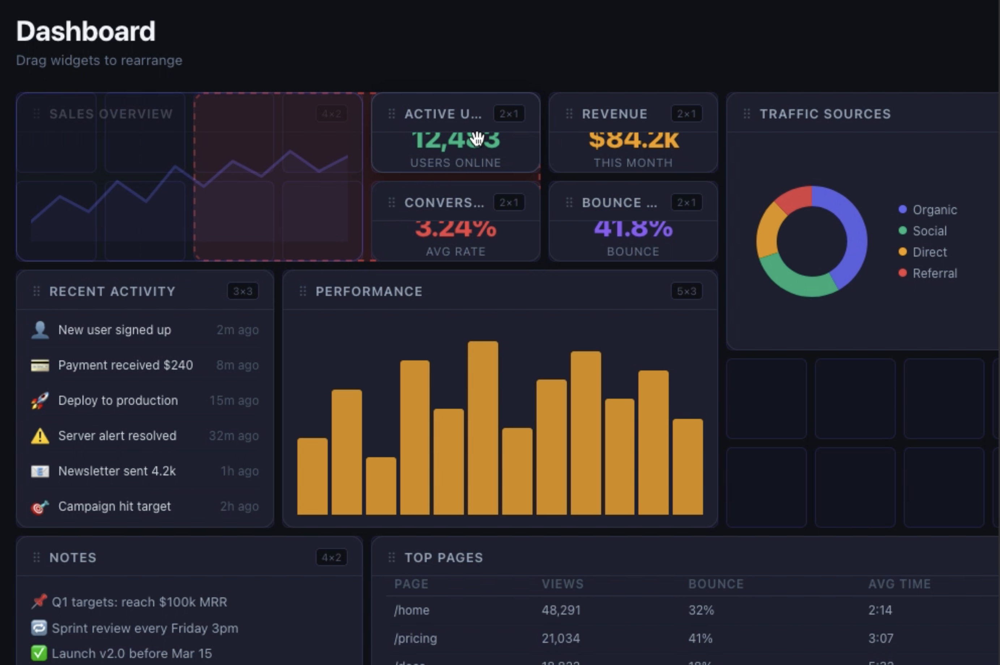 Dashboard
Drag widgets to rearrange
SALES OVERVIEW 4×2
ACTIVE U... 2×1
12,4 3
USERS ONLINE
REVENUE 2×1
$84.2k
THIS MONTH
TRAFFIC SOURCES
Organic
Social
Direct
Referral
CONVERS... 2×1
3.24%
AVG RATE
BOUNCE ... 2×1
41.8%
BOUNCE
RECENT ACTIVITY 3×3
New user signed up 2m ago
Payment received $240 8m ago
Deploy to production 15m ago
Server alert resolved 32m ago
Newsletter sent 4.2k 1h ago
Campaign hit target 2h ago
PERFORMANCE 5×3
NOTES 4×2
Q1 targets: reach $100k MRR
Sprint review every Friday 3pm
Launch v2.0 before Mar 15
TOP PAGES
PAGE VIEWS BOUNCE AVG TIME
/home 48,291 32% 2:14
/pricing 21,034 41% 3:07